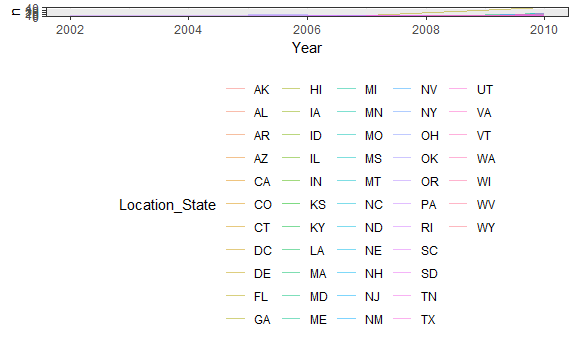 n
2002 2004 2006 2008 2010
Year
AK HI MI NV UT
AL IA MN NY VA
AR ID MO OH VT
AZ IL MS OK WA
CA IN MT OR WI
Location_State CO KS NC PA WV
CT KY ND RI WY
DC LA NE SC
DE MA NH SD
FL MD NJ TN
GA ME NM TX